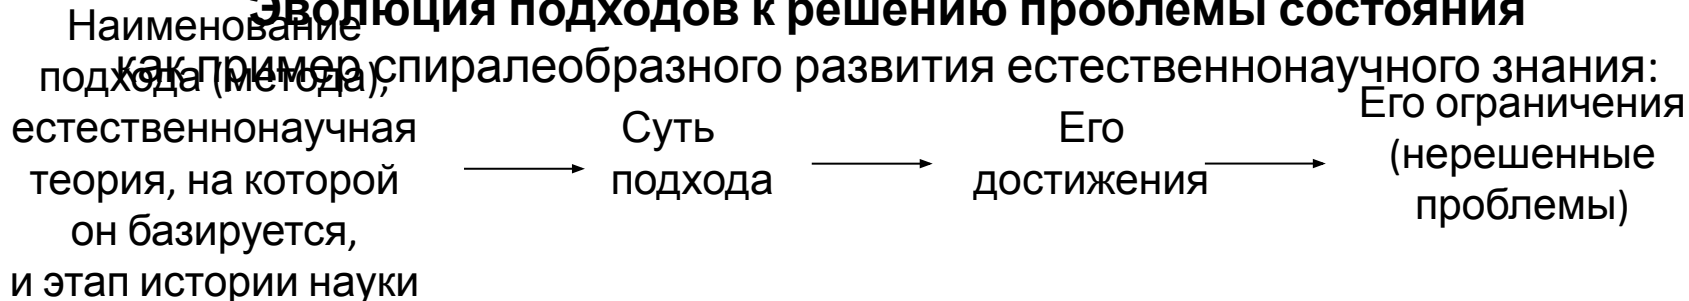 Эволюция подходов к решению проблемы состояния
как пример спиралеобразного развития естественнонаучного знания:
Наименование
подхода (метода),
естественнонаучная
теория, на которой
он базируется,
и этап истории науки
Суть
подхода
Его
достижения
Его ограничения
(нерешенные
проблемы)